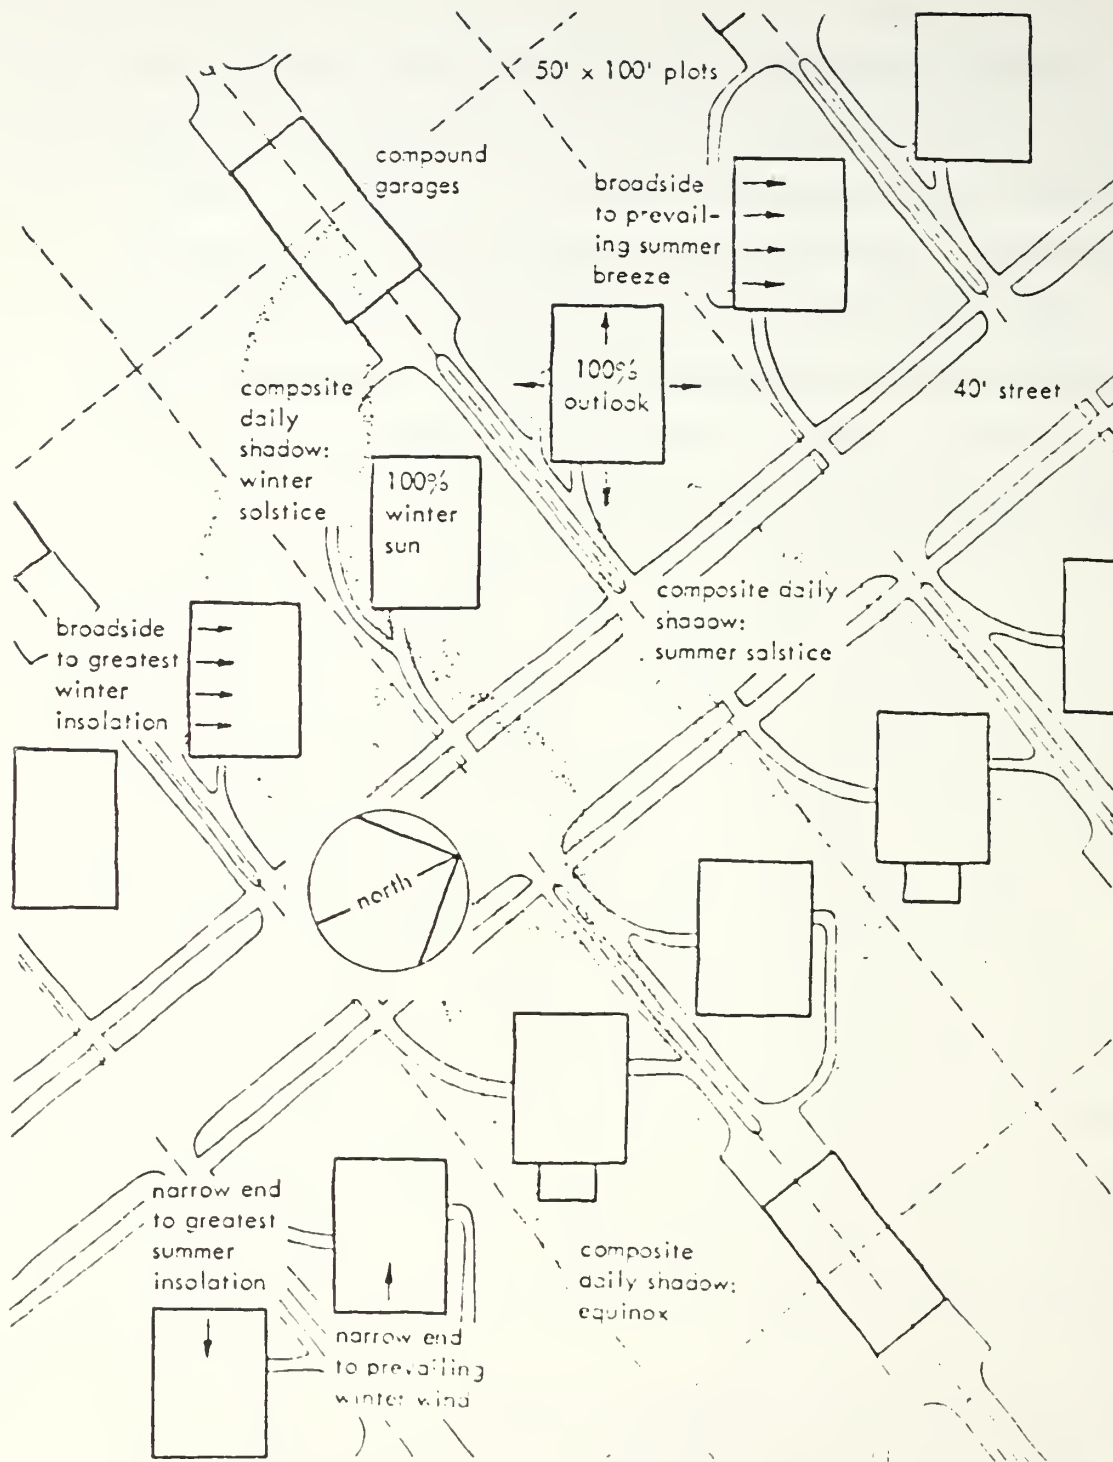 50' x 100' plots
compound
garages
broadside
to prevail-
ing summer
breeze
100%
outlook
40' street
composite
daily
shadow:
winter
solstice
100%
winter
sun
composite daily
shadow:
summer solstice
broadside
to greatest
winter
insolation
north
narrow end
to greatest
summer
insolation
composite
daily shadow:
equinox
narrow end
to prevailing
winter wind